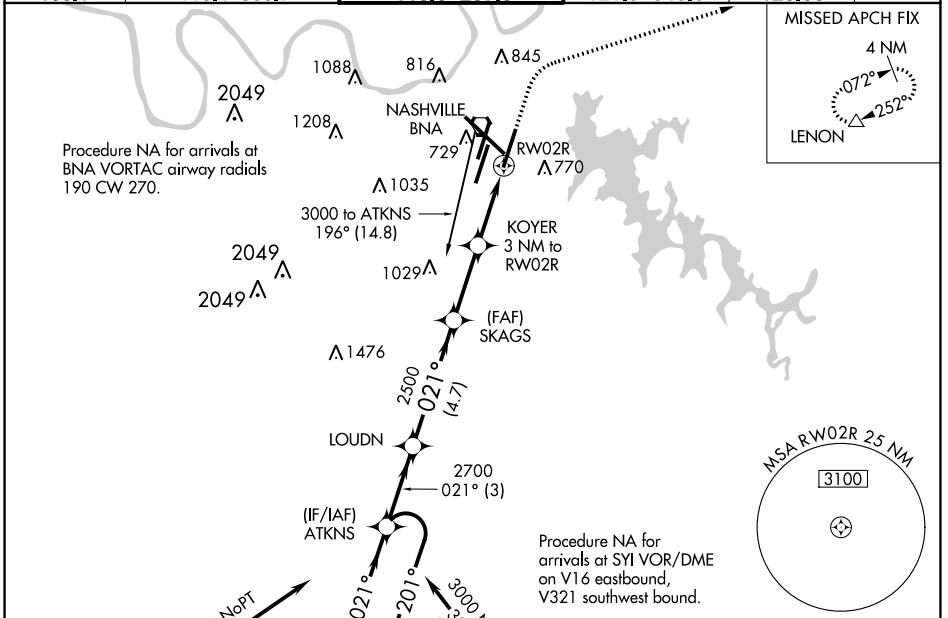 MISSED APCH FIX
4 NM
072°
252°
LENON
845
1088
816
2049
NASHVILLE
BNA
1208
729
RW02R
770
Procedure NA for arrivals at
BNA VORTAC airway radials
190 CW 270.
1035
3000 to ATKNS
196° (14.8)
KOYER
3 NM to
RW02R
2049
1029
2049
(FAF)
SKAGS
1476
2500
021°
(4.7)
LOUDN
MSA RW02R 25 NM
3100
2700
021° (3)
(IF/IAF)
ATKNS
Procedure NA for
arrivals at SYI VOR/DME
on V16 eastbound,
V321 southwest bound.
NoPT
021°
201°
3000